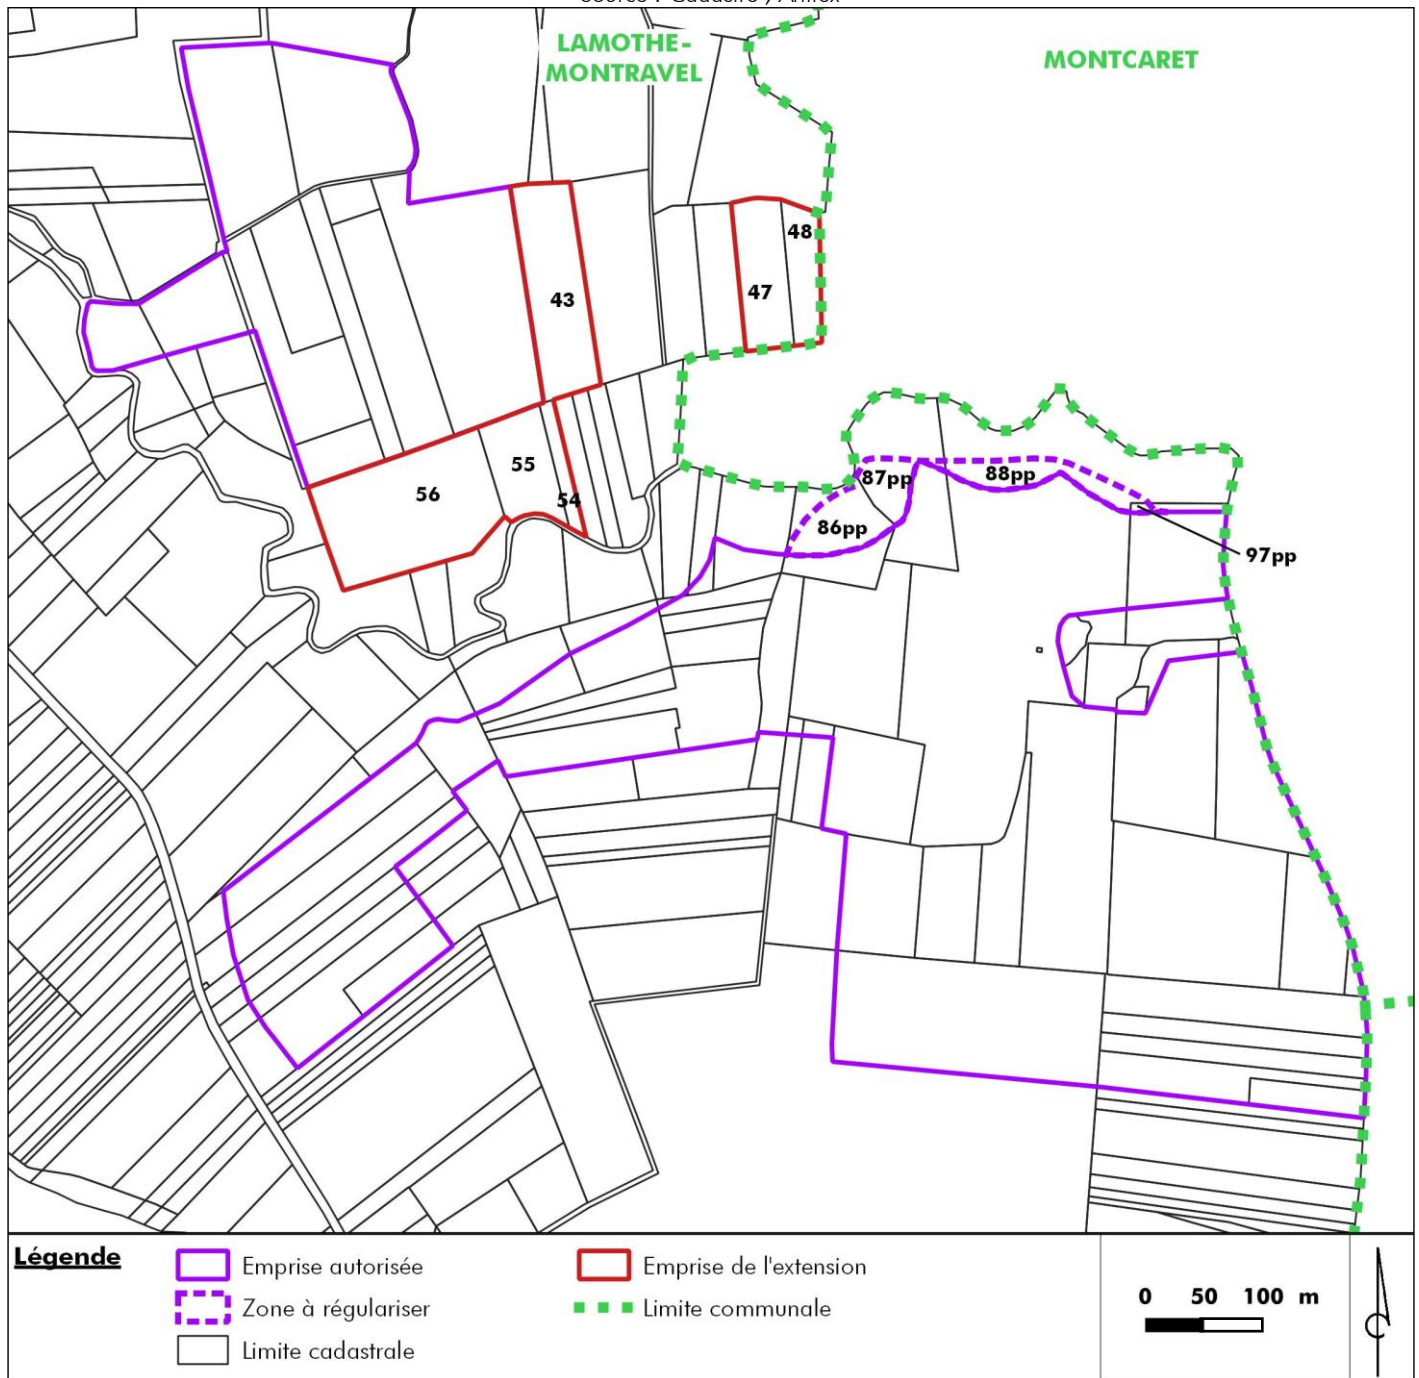 LAMOTHE-
MONTRAVEL
MONTCARET
48
47
43
55
56
54
87pp
88pp
86pp
97pp
Légende
Emprise autorisée
Emprise de l'extension
Zone à régulariser
Limite communale
Limite cadastrale
0 50 100 m